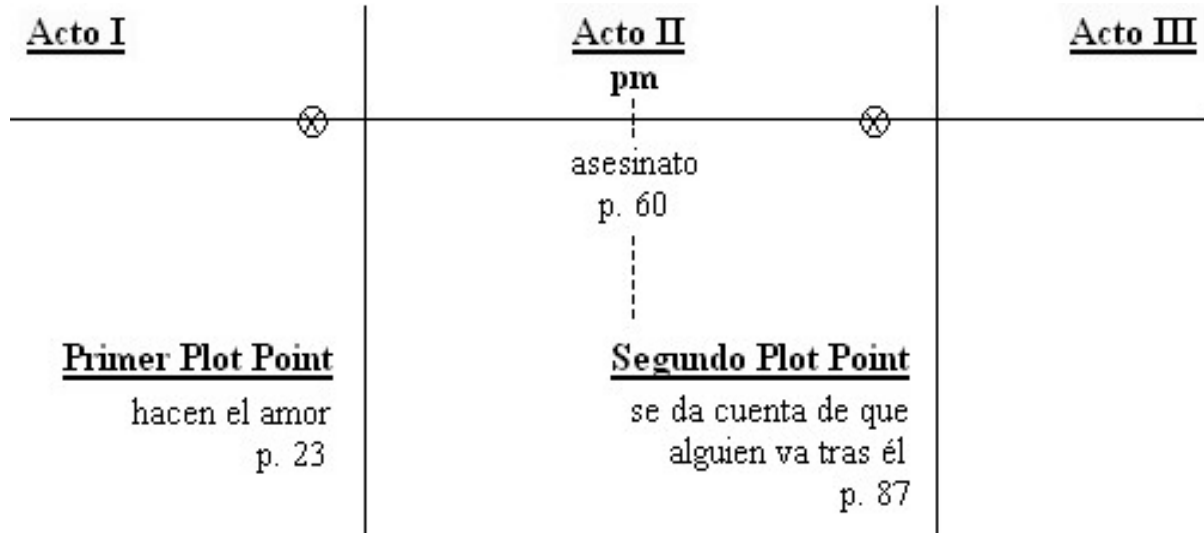 Acto I
Acto II
Acto III
pm
asesinato
p. 60
Primer Plot Point
hacen el amor
p. 23
Segundo Plot Point
se da cuenta de que
alguien va tras él
p. 87